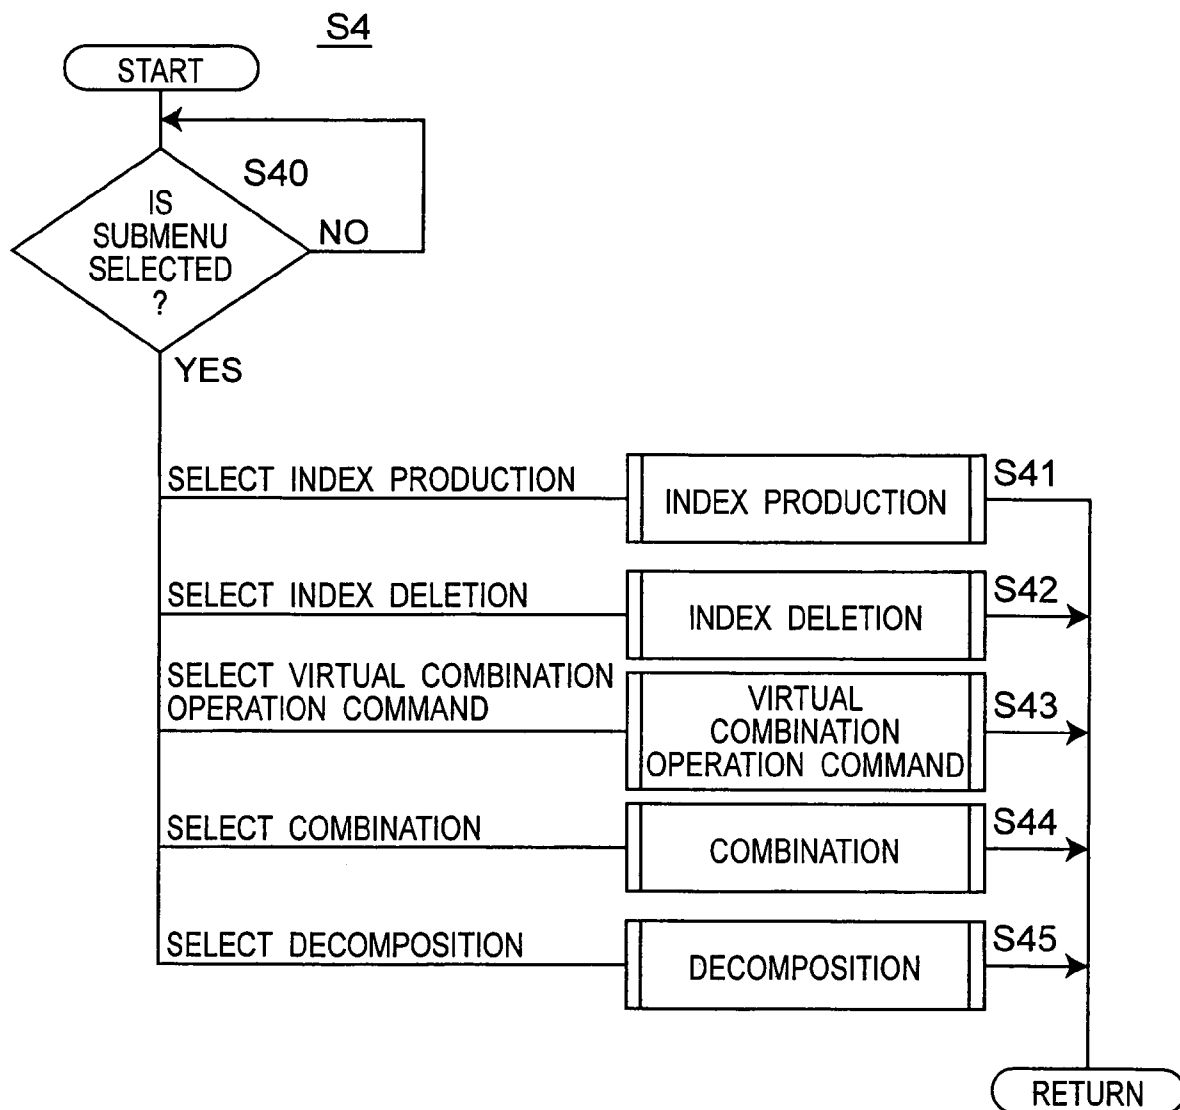 S4
START
S40
IS
SUBMENU
SELECTED
?
NO
YES
SELECT INDEX PRODUCTION
INDEX PRODUCTION
S41
SELECT INDEX DELETION
INDEX DELETION
S42
SELECT VIRTUAL COMBINATION
OPERATION COMMAND
VIRTUAL
COMBINATION
OPERATION COMMAND
S43
SELECT COMBINATION
COMBINATION
S44
SELECT DECOMPOSITION
DECOMPOSITION
S45
RETURN